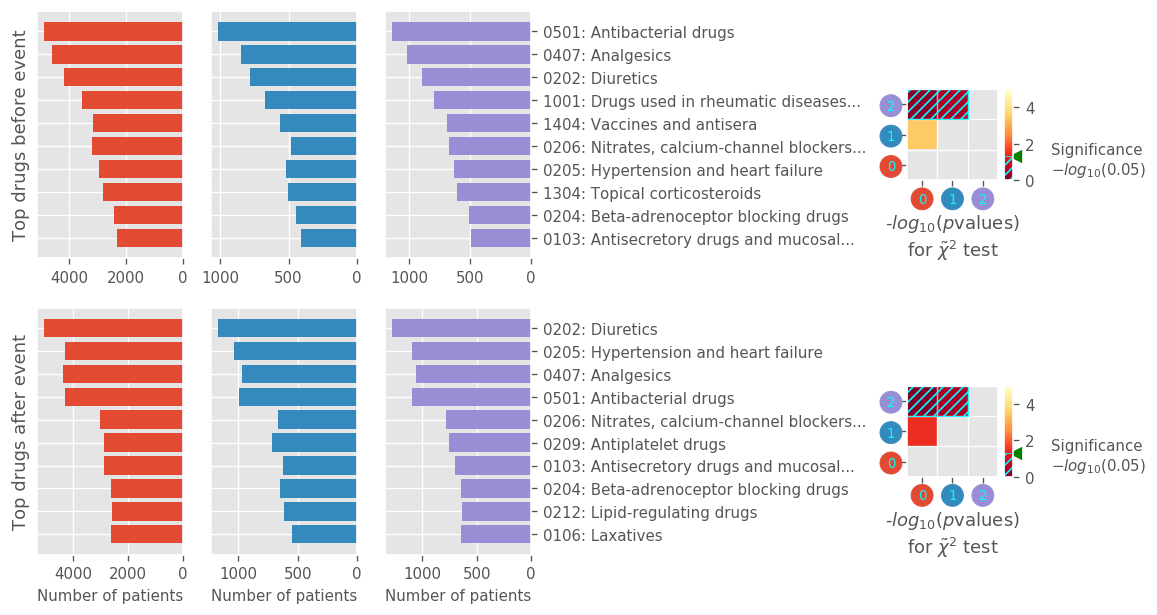 Top drugs before event
4000 2000 0
1000 500 0
1000 500 0
0501: Antibacterial drugs
0407: Analgesics
0202: Diuretics
1001: Drugs used in rheumatic diseases...
1404: Vaccines and antisera
0206: Nitrates, calcium-channel blockers...
0205: Hypertension and heart failure
1304: Topical corticosteroids
0204: Beta-adrenoceptor blocking drugs
0103: Antisecretory drugs and mucosal...
2
1
0
0 1 2
-log₁₀(pvalues)
for χ̃² test
4
2
0
Significance
−log₁₀(0.05)
Top drugs after event
4000 2000 0
Number of patients
1000 500 0
Number of patients
1000 500 0
Number of patients
0202: Diuretics
0205: Hypertension and heart failure
0407: Analgesics
0501: Antibacterial drugs
0206: Nitrates, calcium-channel blockers...
0209: Antiplatelet drugs
0103: Antisecretory drugs and mucosal...
0204: Beta-adrenoceptor blocking drugs
0212: Lipid-regulating drugs
0106: Laxatives
2
1
0
0 1 2
-log₁₀(pvalues)
for χ̃² test
4
2
0
Significance
−log₁₀(0.05)